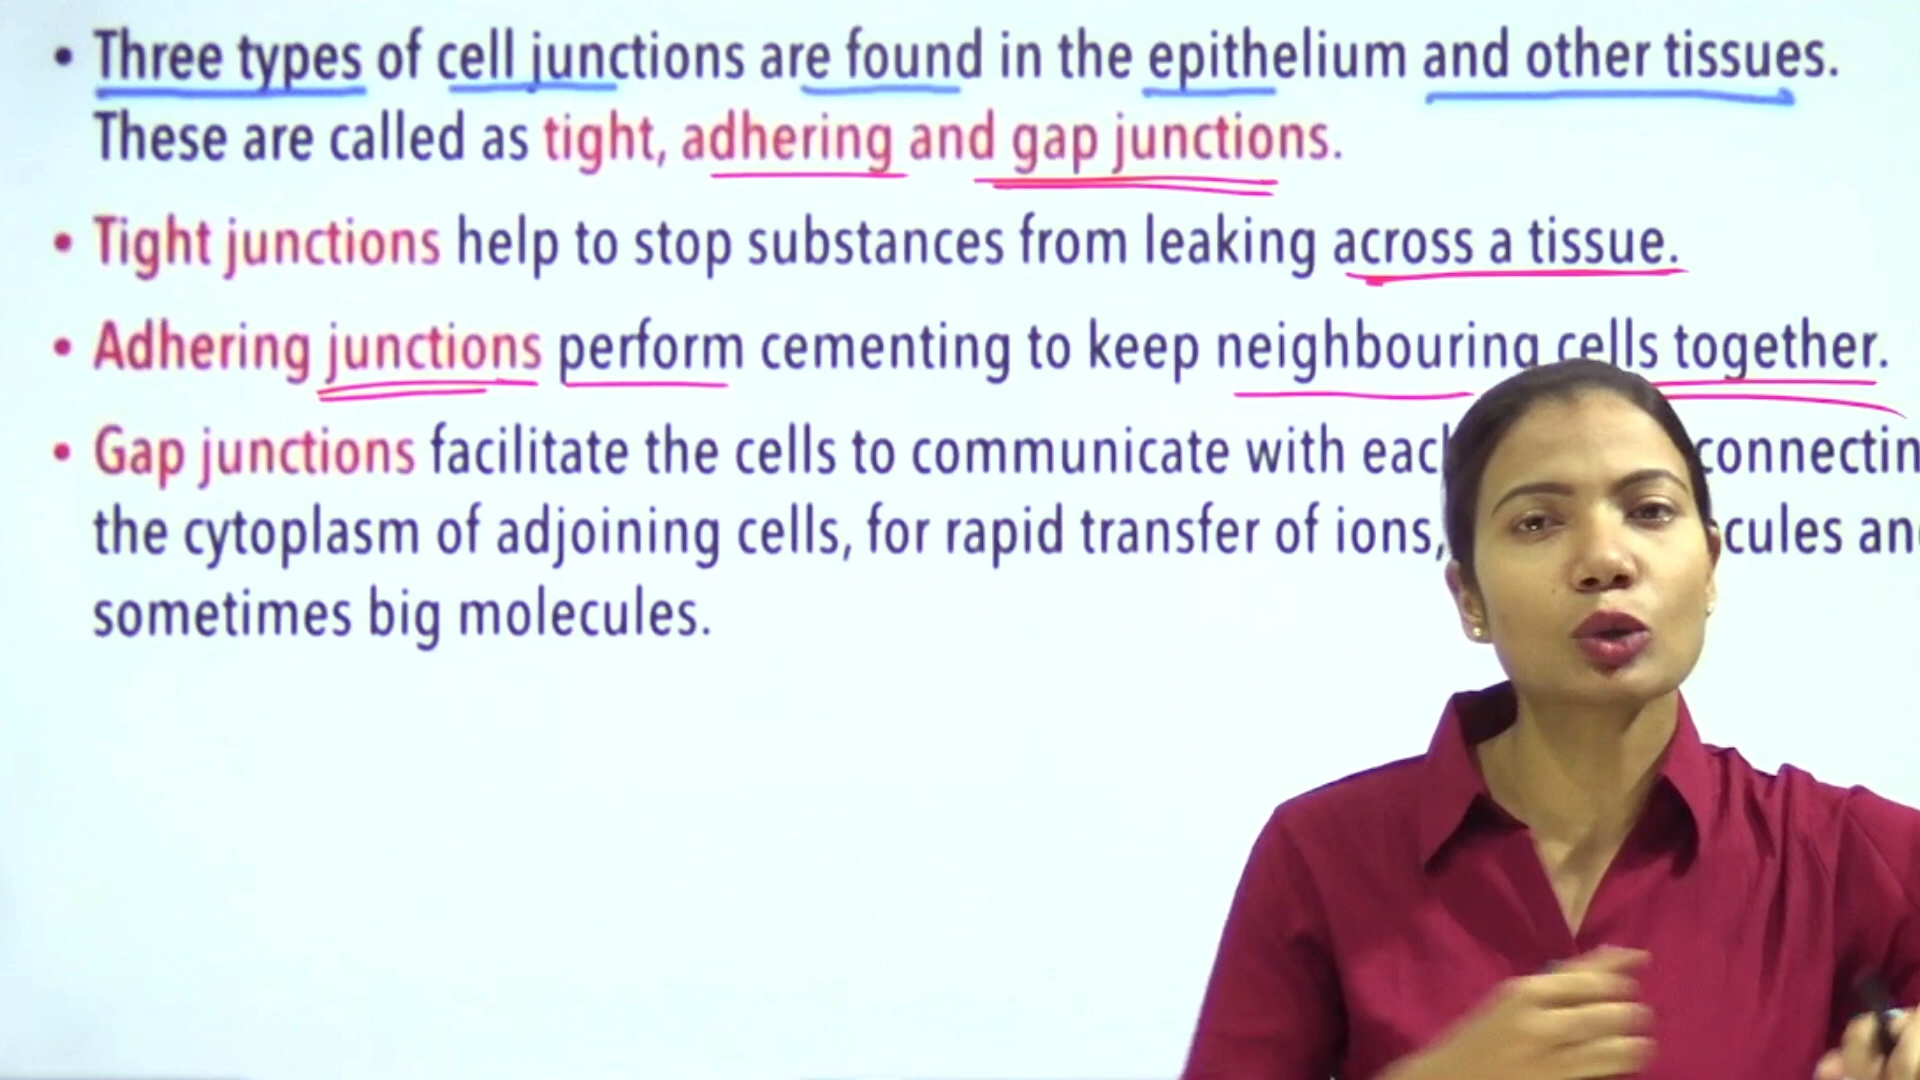 • Three types of cell junctions are found in the epithelium and other tissues.
These are called as tight, adhering and gap junctions.
• Tight junctions help to stop substances from leaking across a tissue.
• Adhering junctions perform cementing to keep neighbouring cells together.
• Gap junctions facilitate the cells to communicate with
the cytoplasm of adjoining cells, for rapid transfer of ions,
sometimes big molecules.